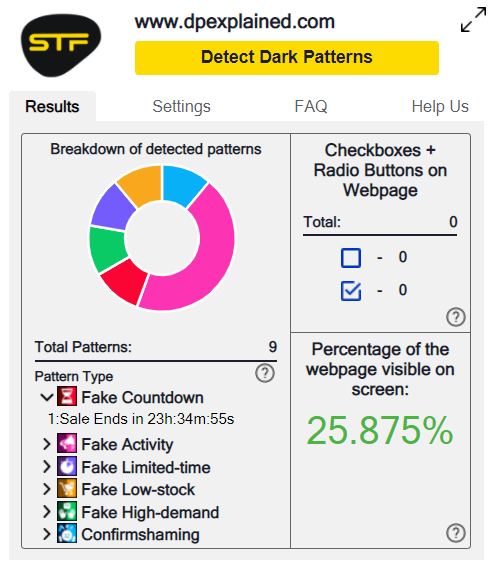 STF
www.dpexplained.com
Detect Dark Patterns
Results
Settings
FAQ
Help Us
Breakdown of detected patterns
Total Patterns: 9
Pattern Type ?
Fake Countdown
1:Sale Ends in 23h:34m:55s
Fake Activity
Fake Limited-time
Fake Low-stock
Fake High-demand
Confirmshaming
Checkboxes +
Radio Buttons on
Webpage
Total: 0
- 0
- 0
?
Percentage of the
webpage visible on
screen:
25.875%
?